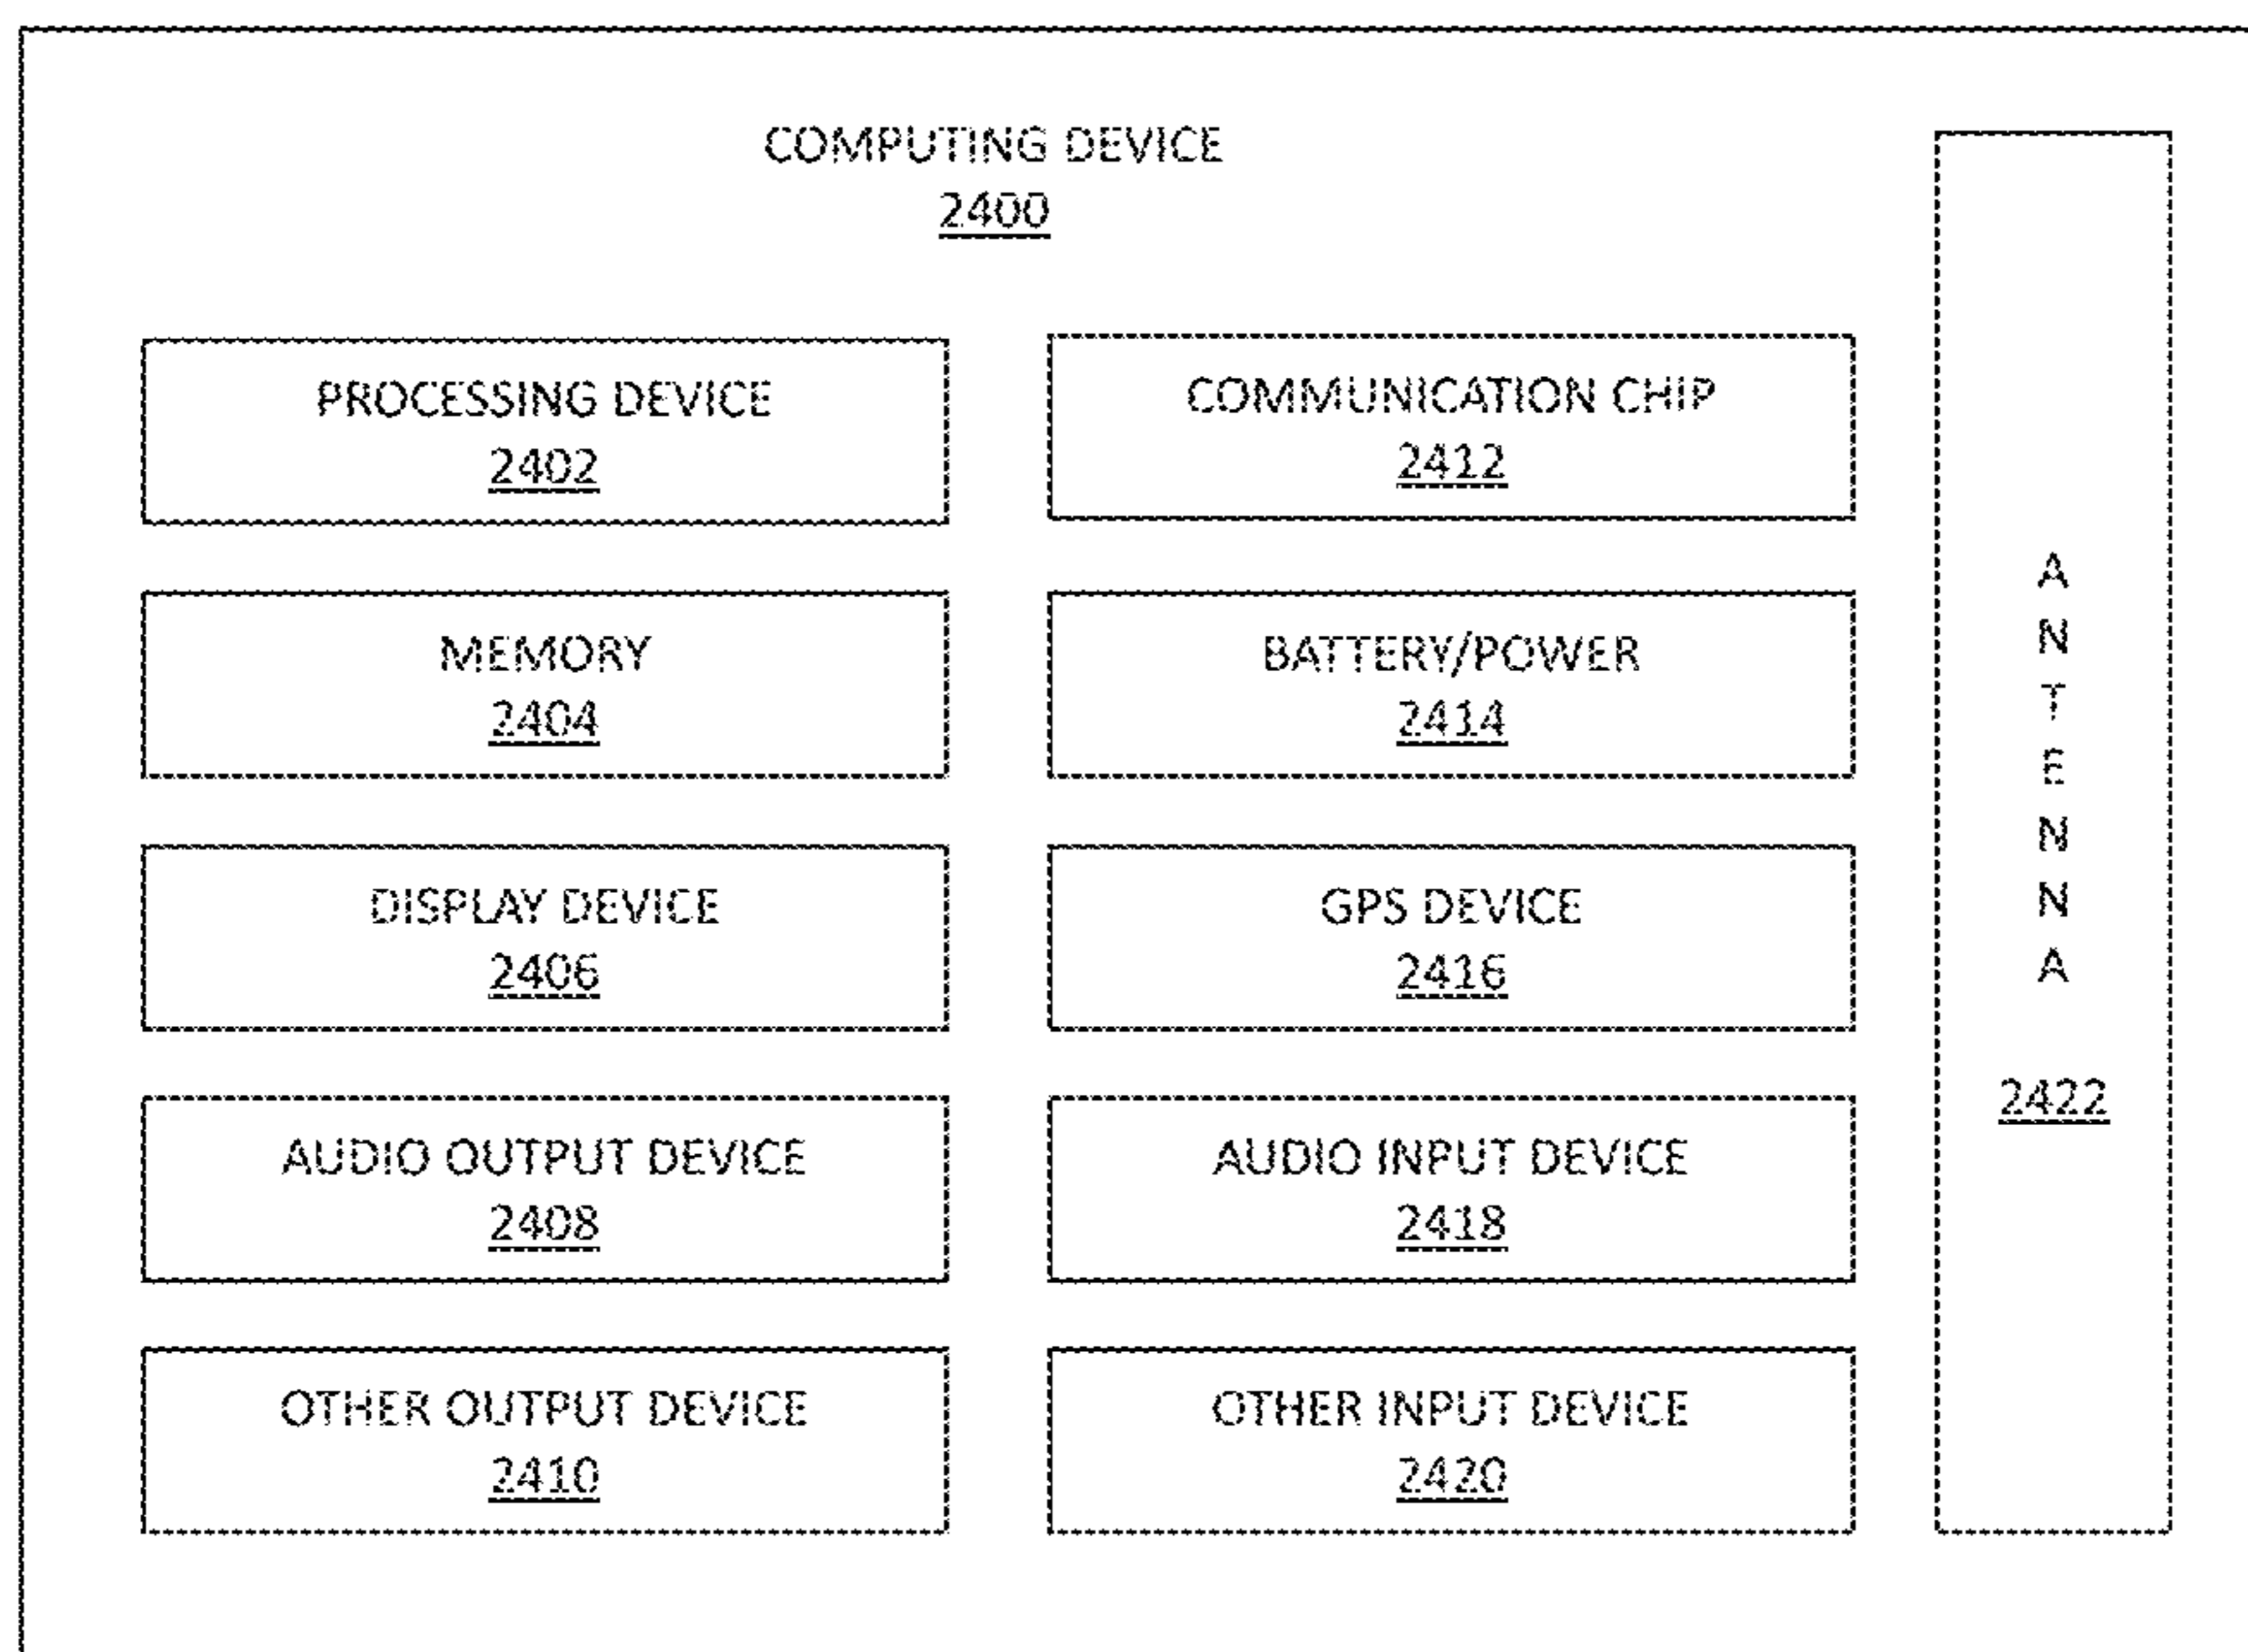 COMPUTING DEVICE
2400
PROCESSING DEVICE
2402
COMMUNICATION CHIP
2412
MEMORY
2404
BATTERY/POWER
2414
DISPLAY DEVICE
2406
GPS DEVICE
2416
AUDIO OUTPUT DEVICE
2408
AUDIO INPUT DEVICE
2418
OTHER OUTPUT DEVICE
2410
OTHER INPUT DEVICE
2420
ANTENNA
2422